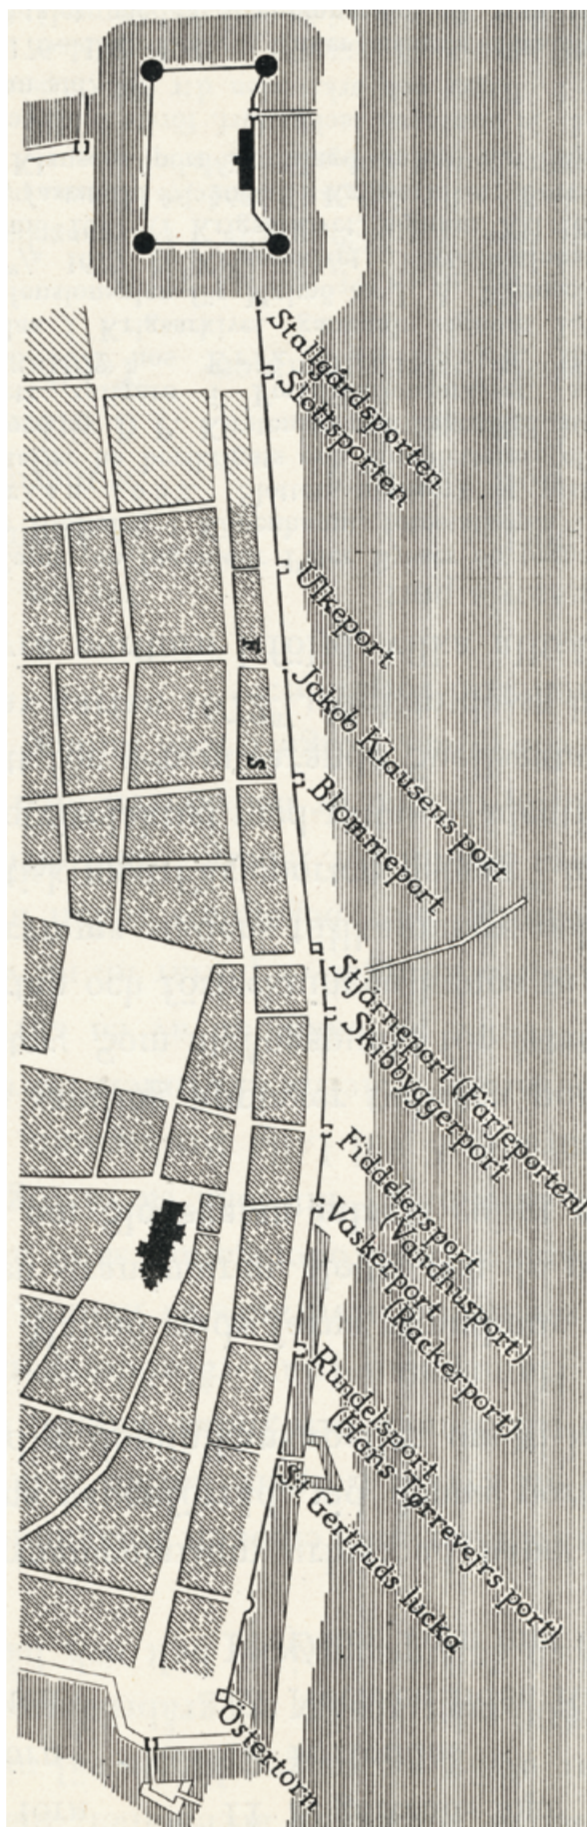 Stallgårdsporten
Slottsporten
Ulkeport
F
Jakob Klausens port
S
Blommeport
Stjärneport (Färjeporten)
Skibbyggerport
Fiddelersport
(Vandhusport)
Vaskerport
(Rackerport)
Rundelsport
(Hans Tørrevejrs port)
S:t Gertruds lucka
Östertorn